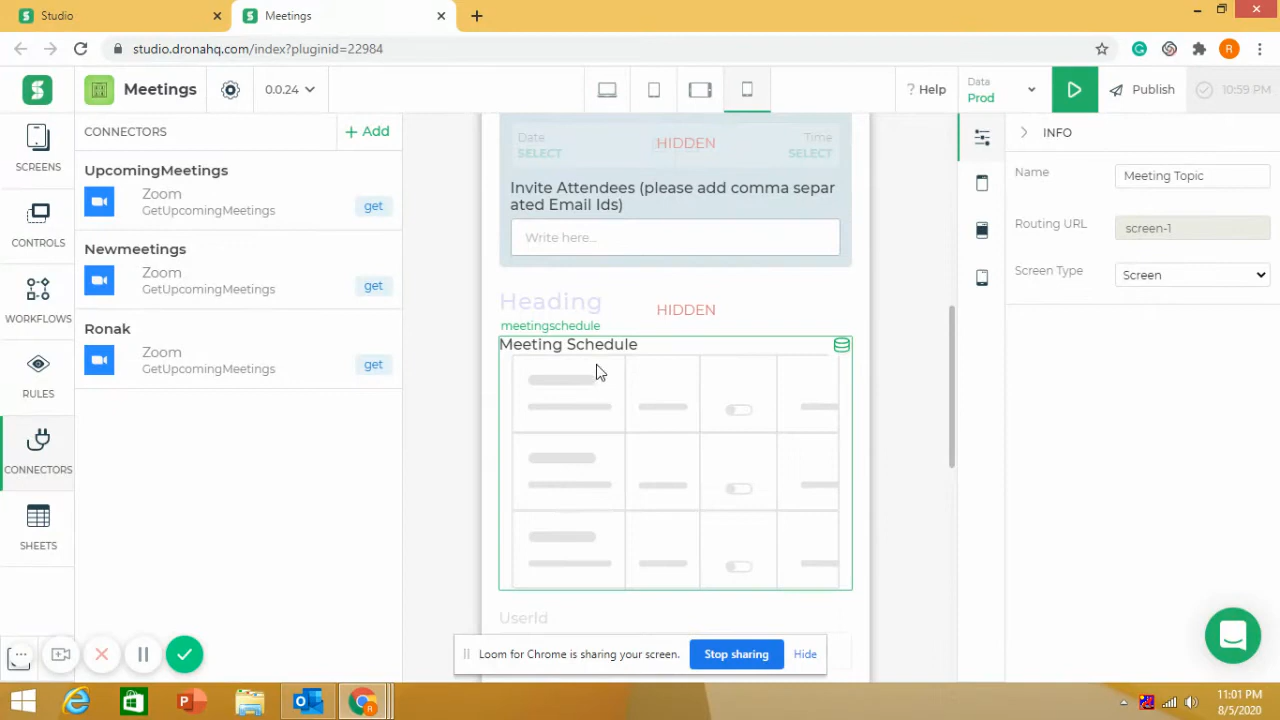 Studio
Meetings
studio.dronahq.com/index?pluginid=22984
R
Meetings
0.0.24
? Help
Data
Prod
Publish
10:59 PM
SCREENS
CONTROLS
WORKFLOWS
RULES
CONNECTORS
SHEETS
CONNECTORS
+ Add
UpcomingMeetings
Zoom
GetUpcomingMeetings
get
Newmeetings
Zoom
GetUpcomingMeetings
get
Ronak
Zoom
GetUpcomingMeetings
get
Date
SELECT
HIDDEN
Time
SELECT
Invite Attendees (please add comma separ
ated Email Ids)
Write here...
Heading
HIDDEN
meetingschedule
Meeting Schedule
UserId
INFO
Name
Meeting Topic
Routing URL
screen-1
Screen Type
Screen
Loom for Chrome is sharing your screen.
Stop sharing
Hide
11:01 PM
8/5/2020